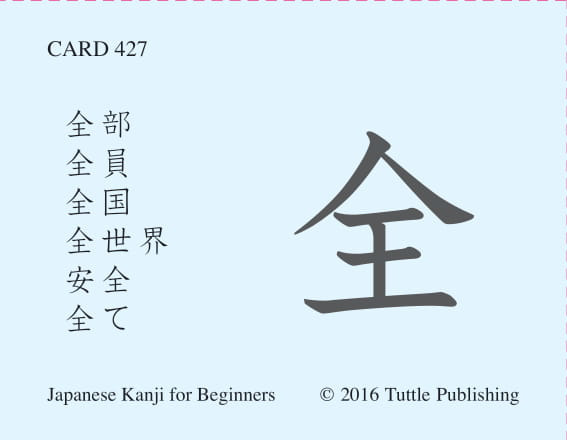 CARD 427
全部
全員
全国
全世界
安全
全て
全
Japanese Kanji for Beginners
© 2016 Tuttle Publishing